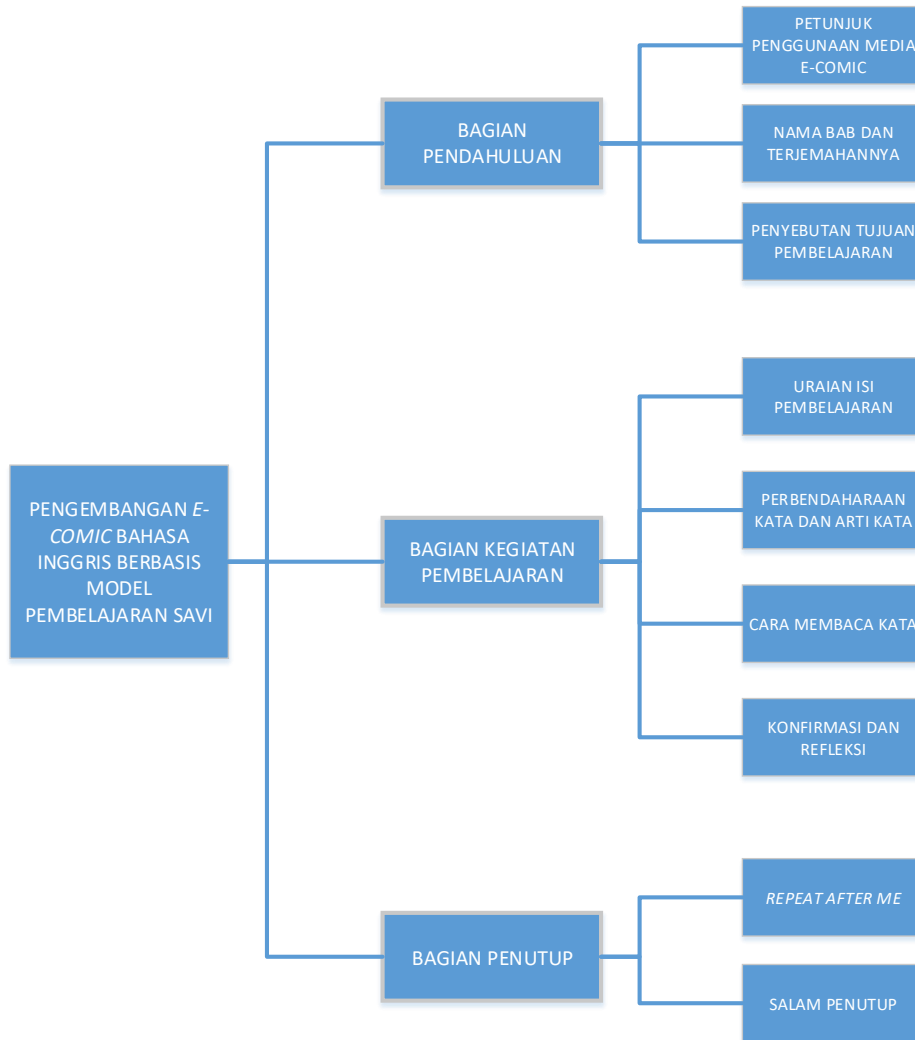 PETUNJUK
PENGGUNAAN MEDIA
E-COMIC
BAGIAN
PENDAHULUAN
NAMA BAB DAN
TERJEMAHANNYA
PENYEBUTAN TUJUAN
PEMBELAJARAN
URAIAN ISI
PEMBELAJARAN
PENGEMBANGAN E-
COMIC BAHASA
INGGRIS BERBASIS
MODEL
PEMBELAJARAN SAVI
BAGIAN KEGIATAN
PEMBELAJARAN
PERBENDAHARAAN
KATA DAN ARTI KATA
CARA MEMBACA KATA
KONFIRMASI DAN
REFLEKSI
REPEAT AFTER ME
BAGIAN PENUTUP
SALAM PENUTUP